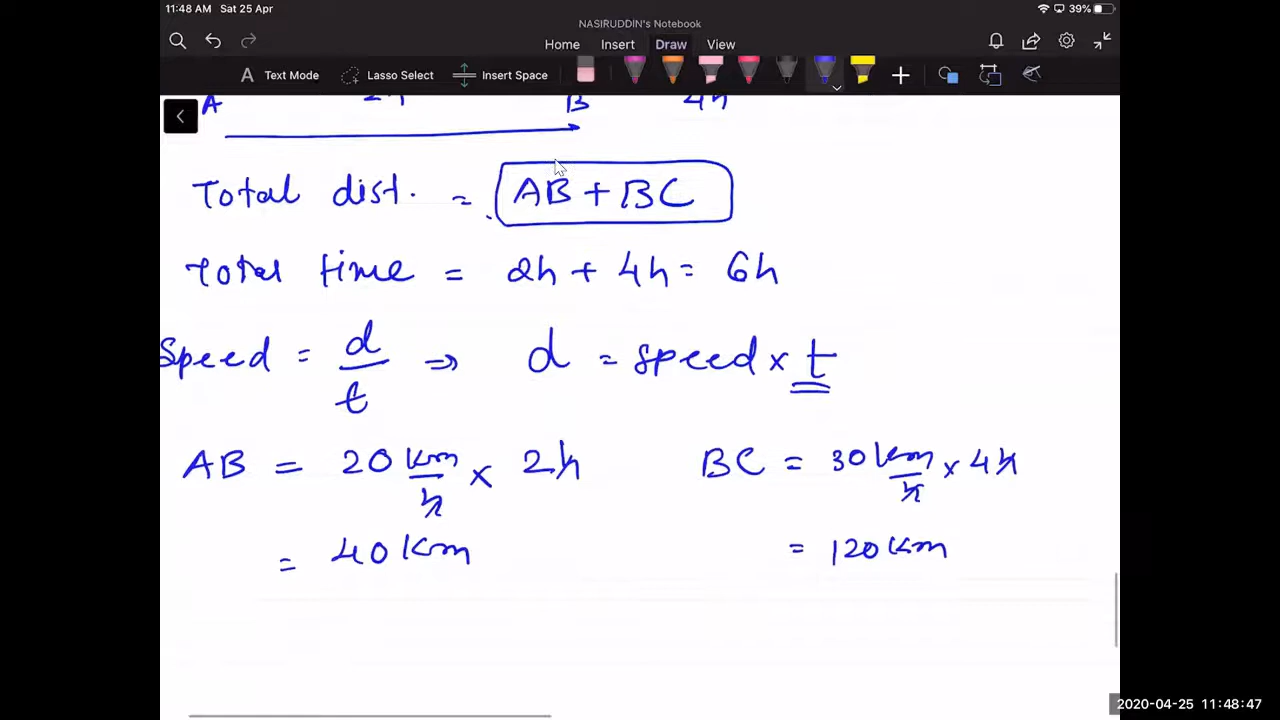 11:48 AM Sat 25 Apr
39%
NASIRUDDIN's Notebook
Home Insert Draw View
Text Mode Lasso Select Insert Space
A B 4h
Total dist. = AB + BC
Total time = 2h + 4h = 6h
Speed = d/t ⇒ d = speed × t
AB = 20 km/h × 2h BC = 30 km/h × 4h
= 40 Km = 120 Km
2020-04-25 11:48:47